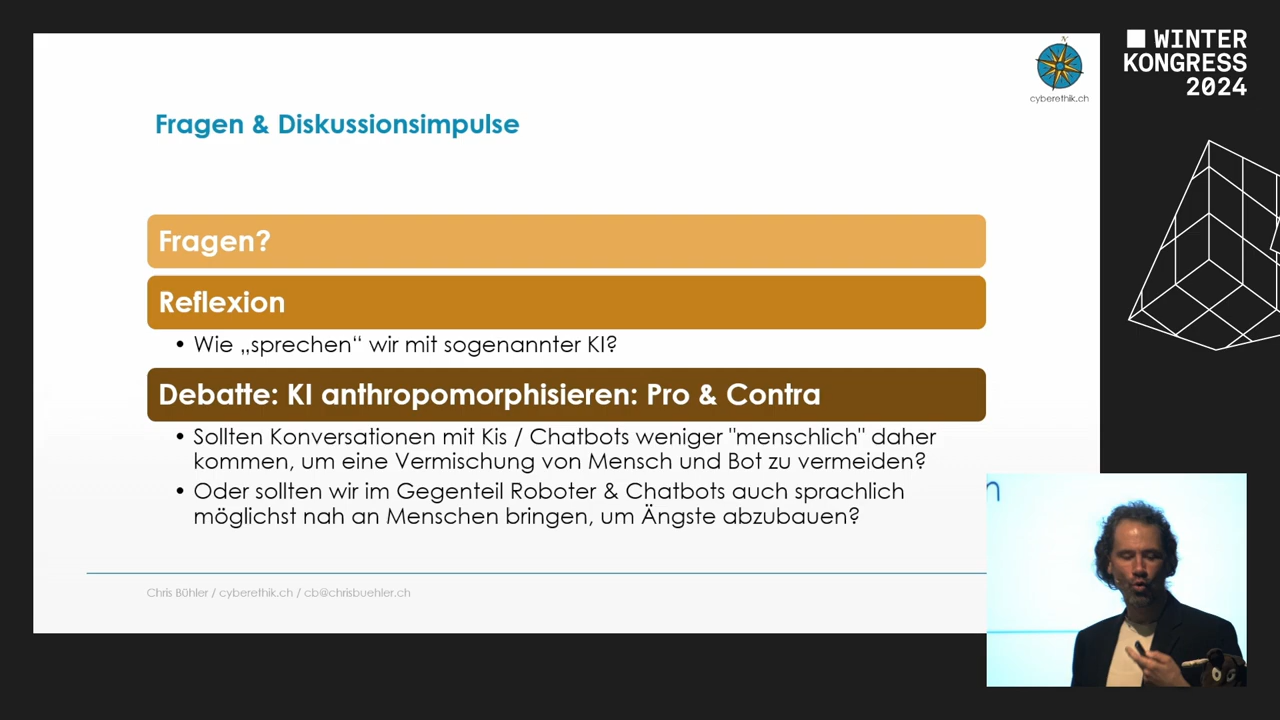 WINTER
KONGRESS
2024
cyberethik.ch
Fragen & Diskussionsimpulse
Fragen?
Reflexion
• Wie „sprechen“ wir mit sogenannter KI?
Debatte: KI anthropomorphisieren: Pro & Contra
• Sollten Konversationen mit Kis / Chatbots weniger "menschlich" daher
kommen, um eine Vermischung von Mensch und Bot zu vermeiden?
• Oder sollten wir im Gegenteil Roboter & Chatbots auch sprachlich
möglichst nah an Menschen bringen, um Ängste abzubauen?
Chris Bühler / cyberethik.ch / cb@chrisbuehler.ch